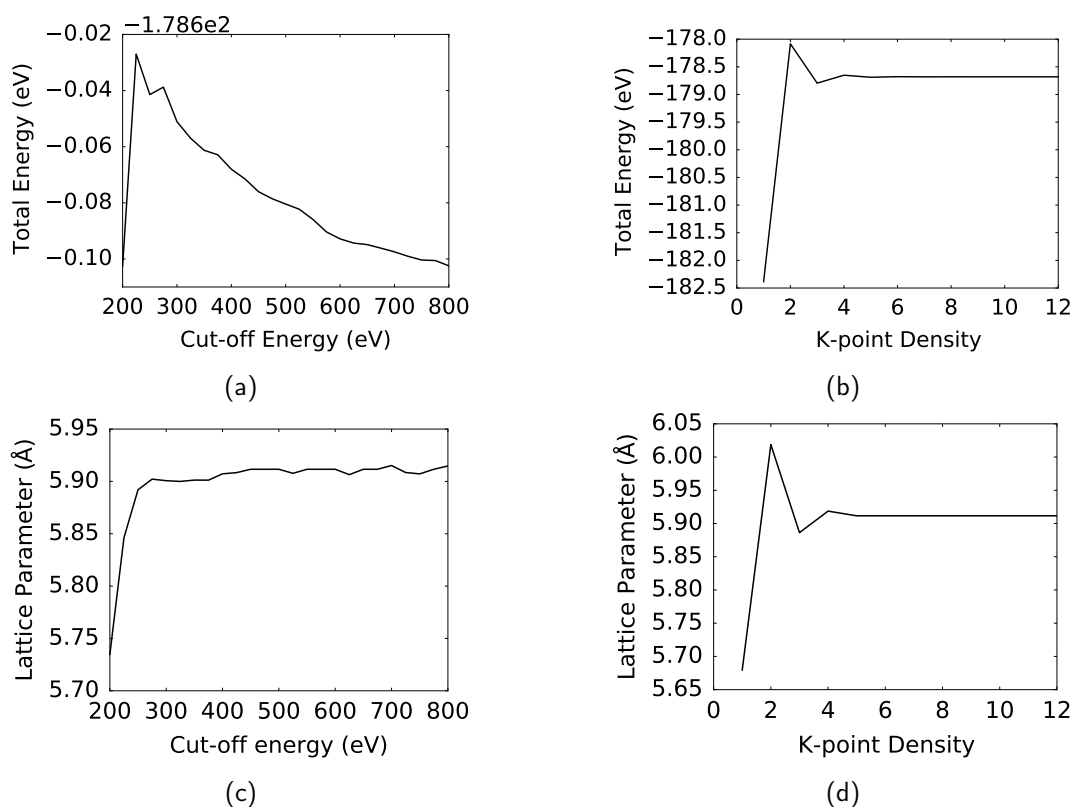 −1.786e2
−0.02
−0.04
−0.06
−0.08
−0.10
200 300 400 500 600 700 800
Total Energy (eV)
Cut-off Energy (eV)
(a)
−178.0
−178.5
−179.0
−179.5
−180.0
−180.5
−181.0
−181.5
−182.0
−182.5
0 2 4 6 8 10 12
Total Energy (eV)
K-point Density
(b)
5.95
5.90
5.85
5.80
5.75
5.70
200 300 400 500 600 700 800
Lattice Parameter (Å)
Cut-off energy (eV)
(c)
6.05
6.00
5.95
5.90
5.85
5.80
5.75
5.70
5.65
0 2 4 6 8 10 12
Lattice Parameter (Å)
K-point Density
(d)